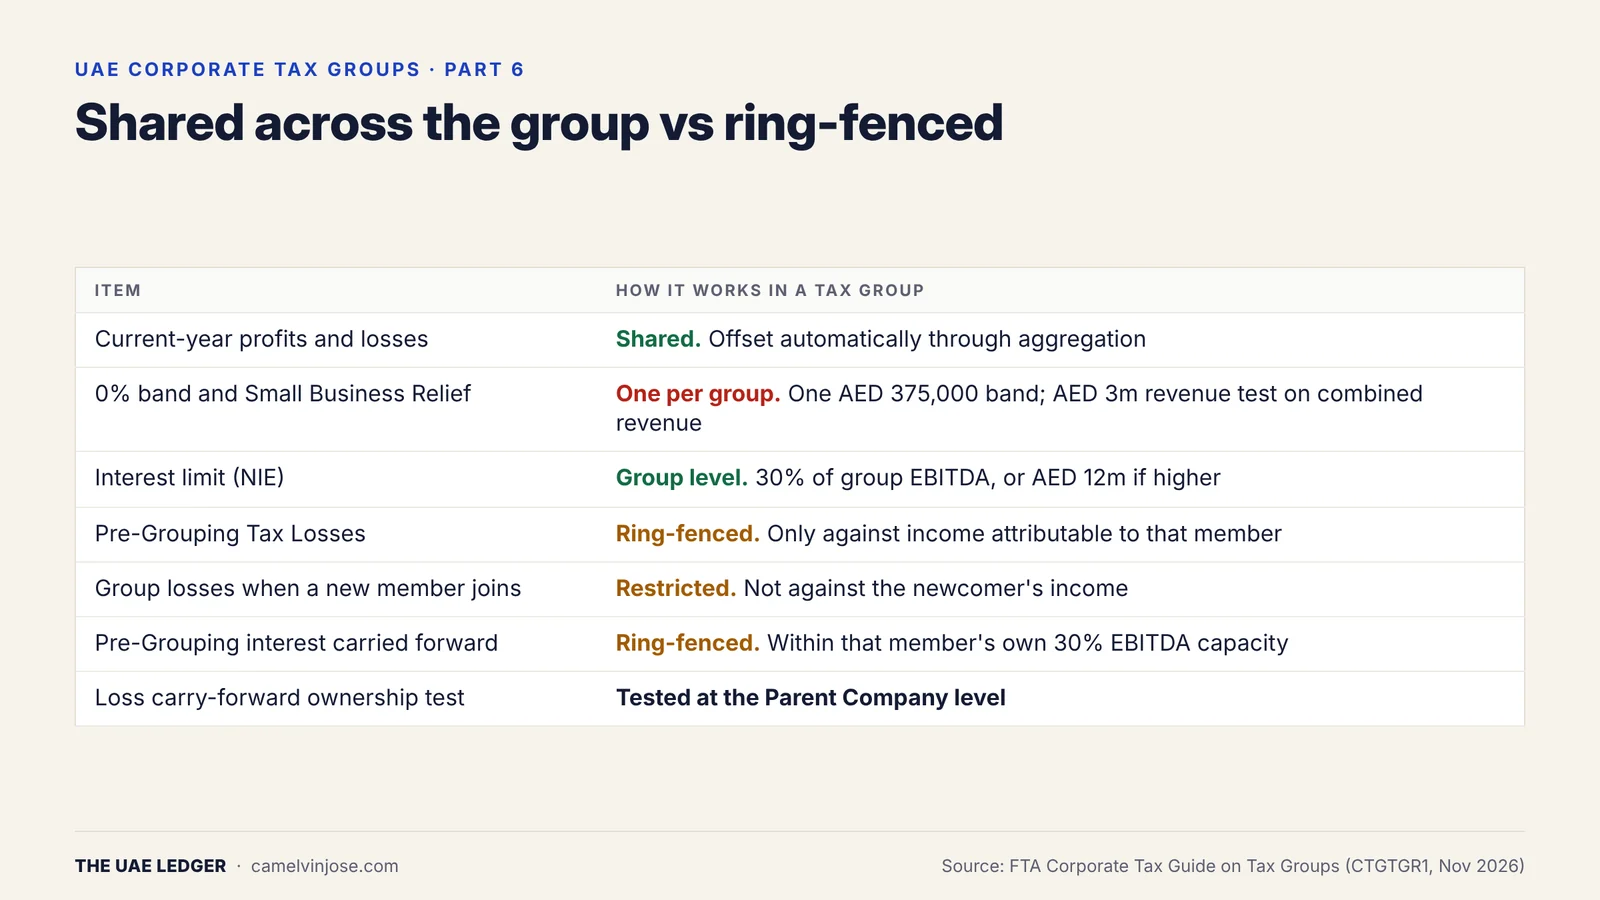 UAE CORPORATE TAX GROUPS · PART 6
Shared across the group vs ring-fenced
ITEM HOW IT WORKS IN A TAX GROUP
Current-year profits and losses Shared. Offset automatically through aggregation
0% band and Small Business Relief One per group. One AED 375,000 band; AED 3m revenue test on combined
revenue
Interest limit (NIE) Group level. 30% of group EBITDA, or AED 12m if higher
Pre-Grouping Tax Losses Ring-fenced. Only against income attributable to that member
Group losses when a new member joins Restricted. Not against the newcomer's income
Pre-Grouping interest carried forward Ring-fenced. Within that member's own 30% EBITDA capacity
Loss carry-forward ownership test Tested at the Parent Company level
THE UAE LEDGER · camelvinjose.com Source: FTA Corporate Tax Guide on Tax Groups (CTGTGR1, Nov 2026)